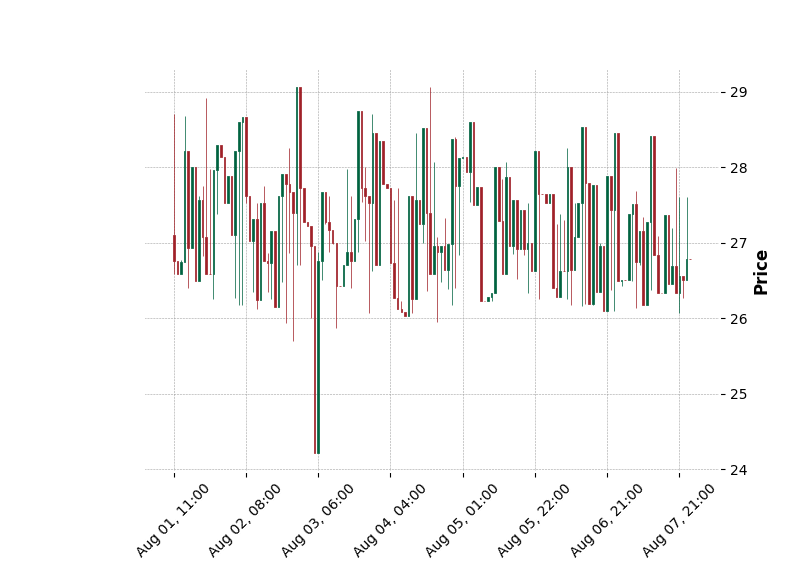 29
28
27
26
25
24
Price
Aug 01, 11:00
Aug 02, 08:00
Aug 03, 06:00
Aug 04, 04:00
Aug 05, 01:00
Aug 05, 22:00
Aug 06, 21:00
Aug 07, 21:00